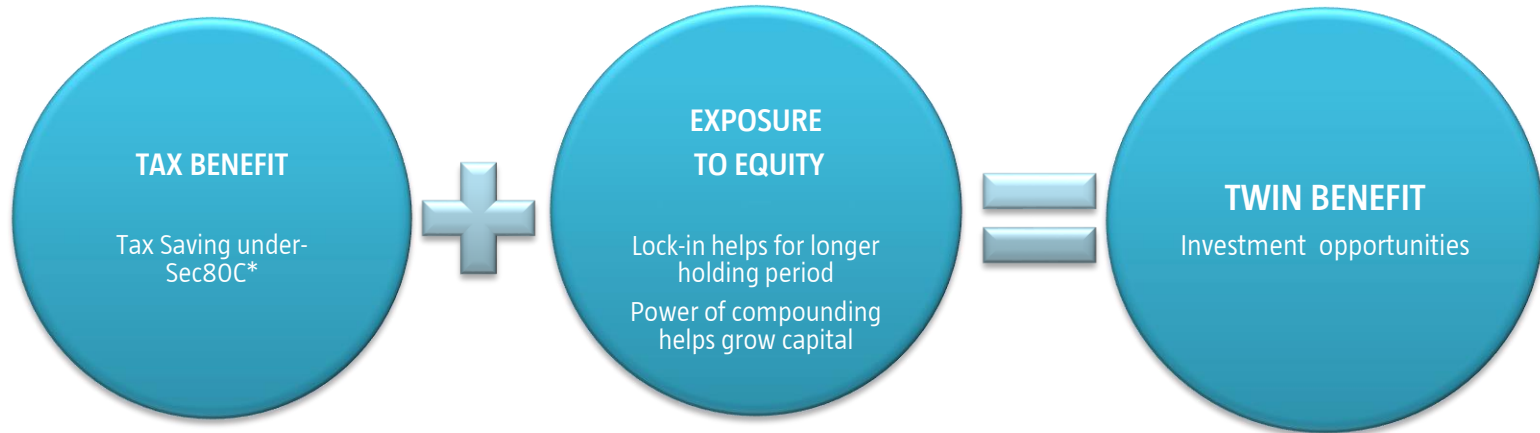 TAX BENEFIT
Tax Saving under-
Sec80C*
EXPOSURE
TO EQUITY
Lock-in helps for longer
holding period
Power of compounding
helps grow capital
TWIN BENEFIT
Investment opportunities